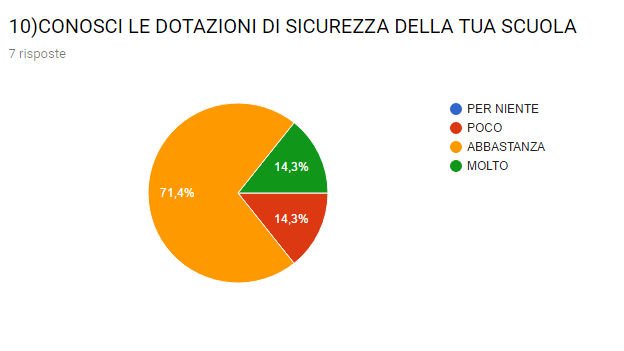 10)CONOSCI LE DOTAZIONI DI SICUREZZA DELLA TUA SCUOLA
7 risposte
PER NIENTE
POCO
ABBASTANZA
MOLTO
14,3%
71,4%
14,3%